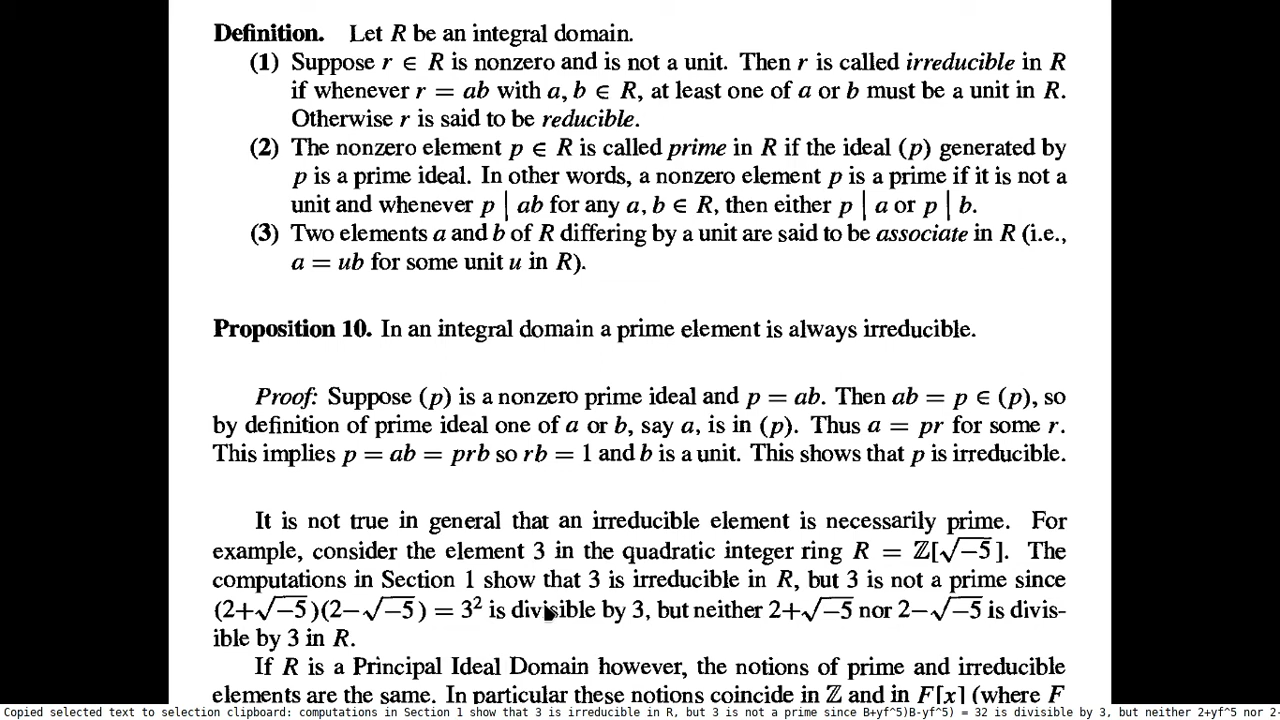 Definition. Let R be an integral domain.
(1) Suppose r ∈ R is nonzero and is not a unit. Then r is called irreducible in R
if whenever r = ab with a, b ∈ R, at least one of a or b must be a unit in R.
Otherwise r is said to be reducible.
(2) The nonzero element p ∈ R is called prime in R if the ideal (p) generated by
p is a prime ideal. In other words, a nonzero element p is a prime if it is not a
unit and whenever p | ab for any a, b ∈ R, then either p | a or p | b.
(3) Two elements a and b of R differing by a unit are said to be associate in R (i.e.,
a = ub for some unit u in R).
Proposition 10. In an integral domain a prime element is always irreducible.
Proof: Suppose (p) is a nonzero prime ideal and p = ab. Then ab = p ∈ (p), so
by definition of prime ideal one of a or b, say a, is in (p). Thus a = pr for some r.
This implies p = ab = prb so rb = 1 and b is a unit. This shows that p is irreducible.
It is not true in general that an irreducible element is necessarily prime. For
example, consider the element 3 in the quadratic integer ring R = ℤ[√−5]. The
computations in Section 1 show that 3 is irreducible in R, but 3 is not a prime since
(2+√−5)(2−√−5) = 3² is divisible by 3, but neither 2+√−5 nor 2−√−5 is divis-
ible by 3 in R.
If R is a Principal Ideal Domain however, the notions of prime and irreducible
elements are the same. In particular these notions coincide in ℤ and in F[x] (where F
Copied selected text to selection clipboard: computations in Section 1 show that 3 is irreducible in R, but 3 is not a prime since B+yf^5)B-yf^5) = 32 is divisible by 3, but neither 2+yf^5 nor 2-